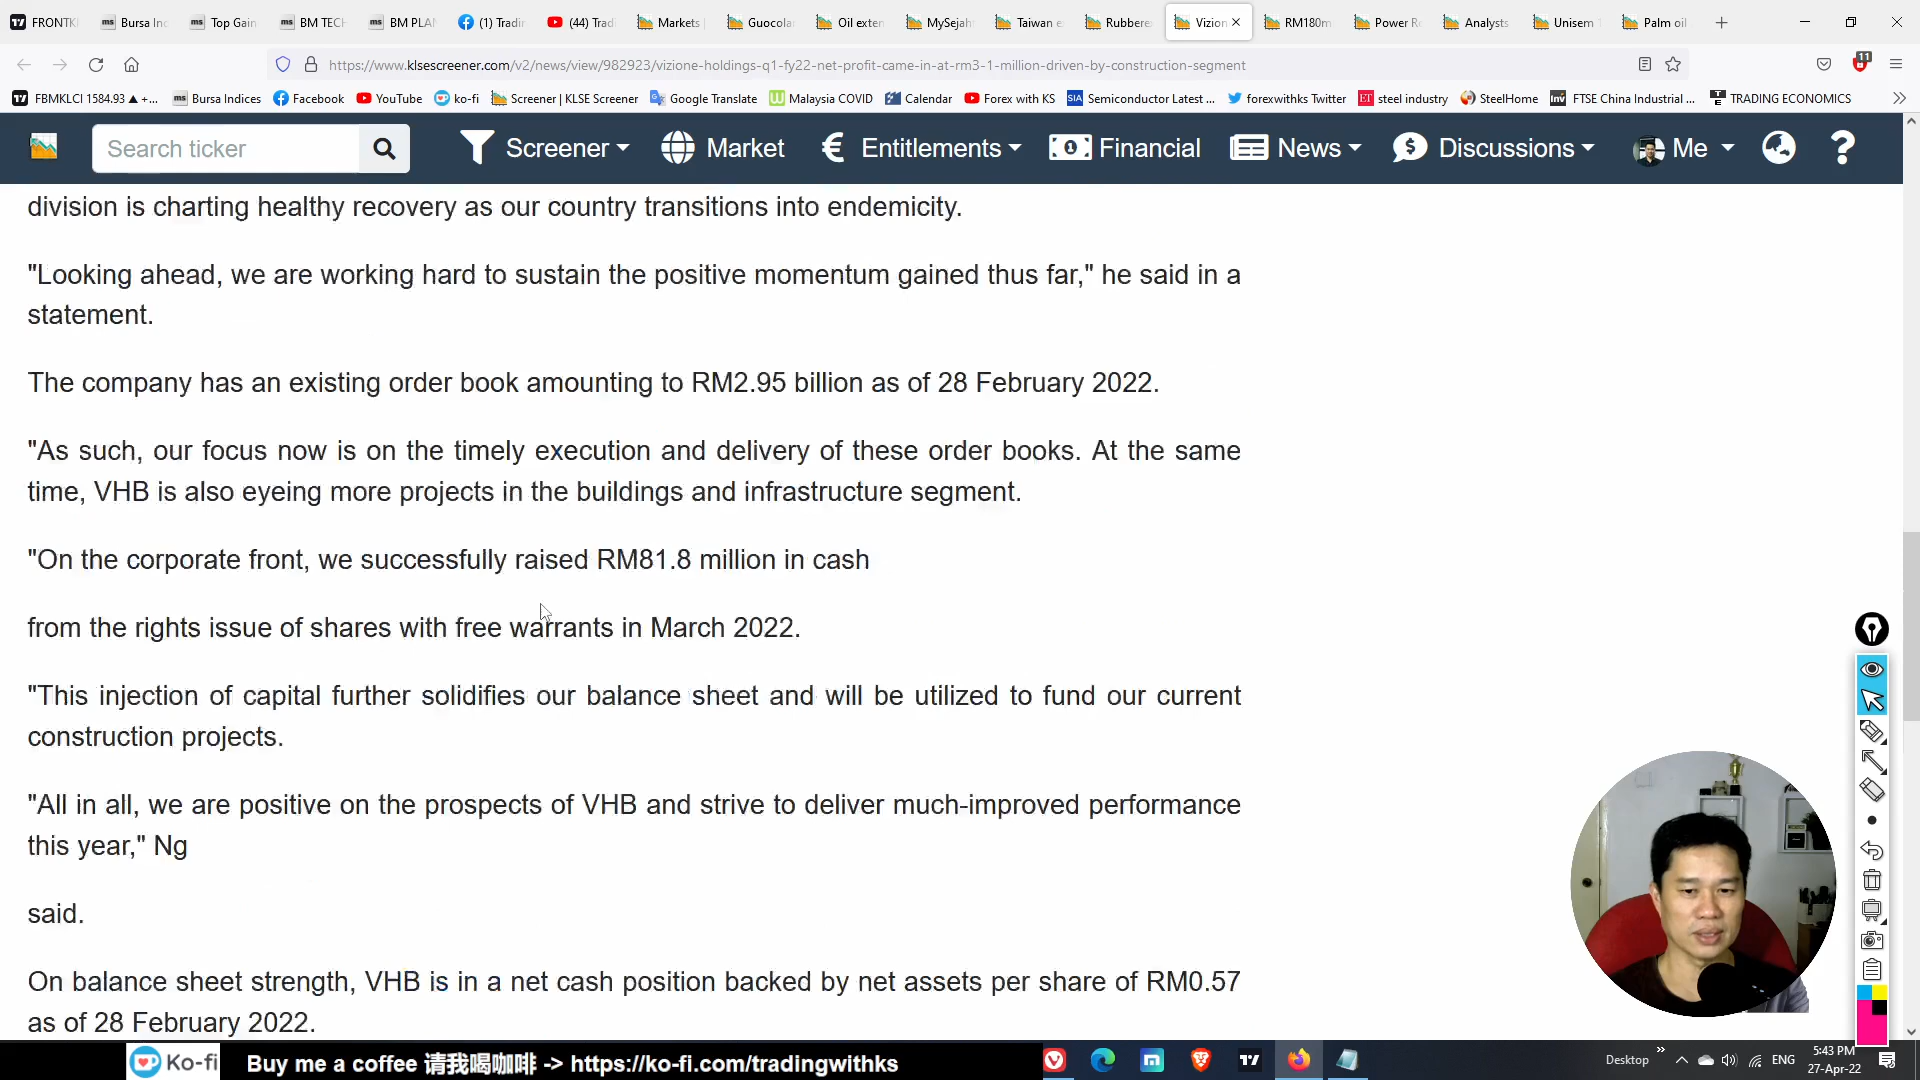 FRONTKI
Bursa Ind
Top Gain
BM TECH
BM PLAN
(1) Tradin
(44) Tradi
Markets
Guocola
Oil exten
MySejah
Taiwan e
Rubberex
Vizion
RM180m
Power Ro
Analysts
Unisem
Palm oil
https://www.klsescreener.com/v2/news/view/982923/vizione-holdings-q1-fy22-net-profit-came-in-at-rm3-1-million-driven-by-construction-segment
11
FBMKLCI 1584.93 ▲ +...
Bursa Indices
Facebook
YouTube
ko-fi
Screener | KLSE Screener
Google Translate
Malaysia COVID
Calendar
Forex with KS
Semiconductor Latest ...
forexwithks Twitter
steel industry
SteelHome
FTSE China Industrial ...
TRADING ECONOMICS
Search ticker
Screener
Market
Entitlements
Financial
News
Discussions
Me
division is charting healthy recovery as our country transitions into endemicity.
"Looking ahead, we are working hard to sustain the positive momentum gained thus far," he said in a
statement.
The company has an existing order book amounting to RM2.95 billion as of 28 February 2022.
"As such, our focus now is on the timely execution and delivery of these order books. At the same
time, VHB is also eyeing more projects in the buildings and infrastructure segment.
"On the corporate front, we successfully raised RM81.8 million in cash
from the rights issue of shares with free warrants in March 2022.
"This injection of capital further solidifies our balance sheet and will be utilized to fund our current
construction projects.
"All in all, we are positive on the prospects of VHB and strive to deliver much-improved performance
this year," Ng
said.
On balance sheet strength, VHB is in a net cash position backed by net assets per share of RM0.57
as of 28 February 2022.
Ko-fi
Buy me a coffee 请我喝咖啡 -> https://ko-fi.com/tradingwithks
Desktop
ENG
5:43 PM
27-Apr-22